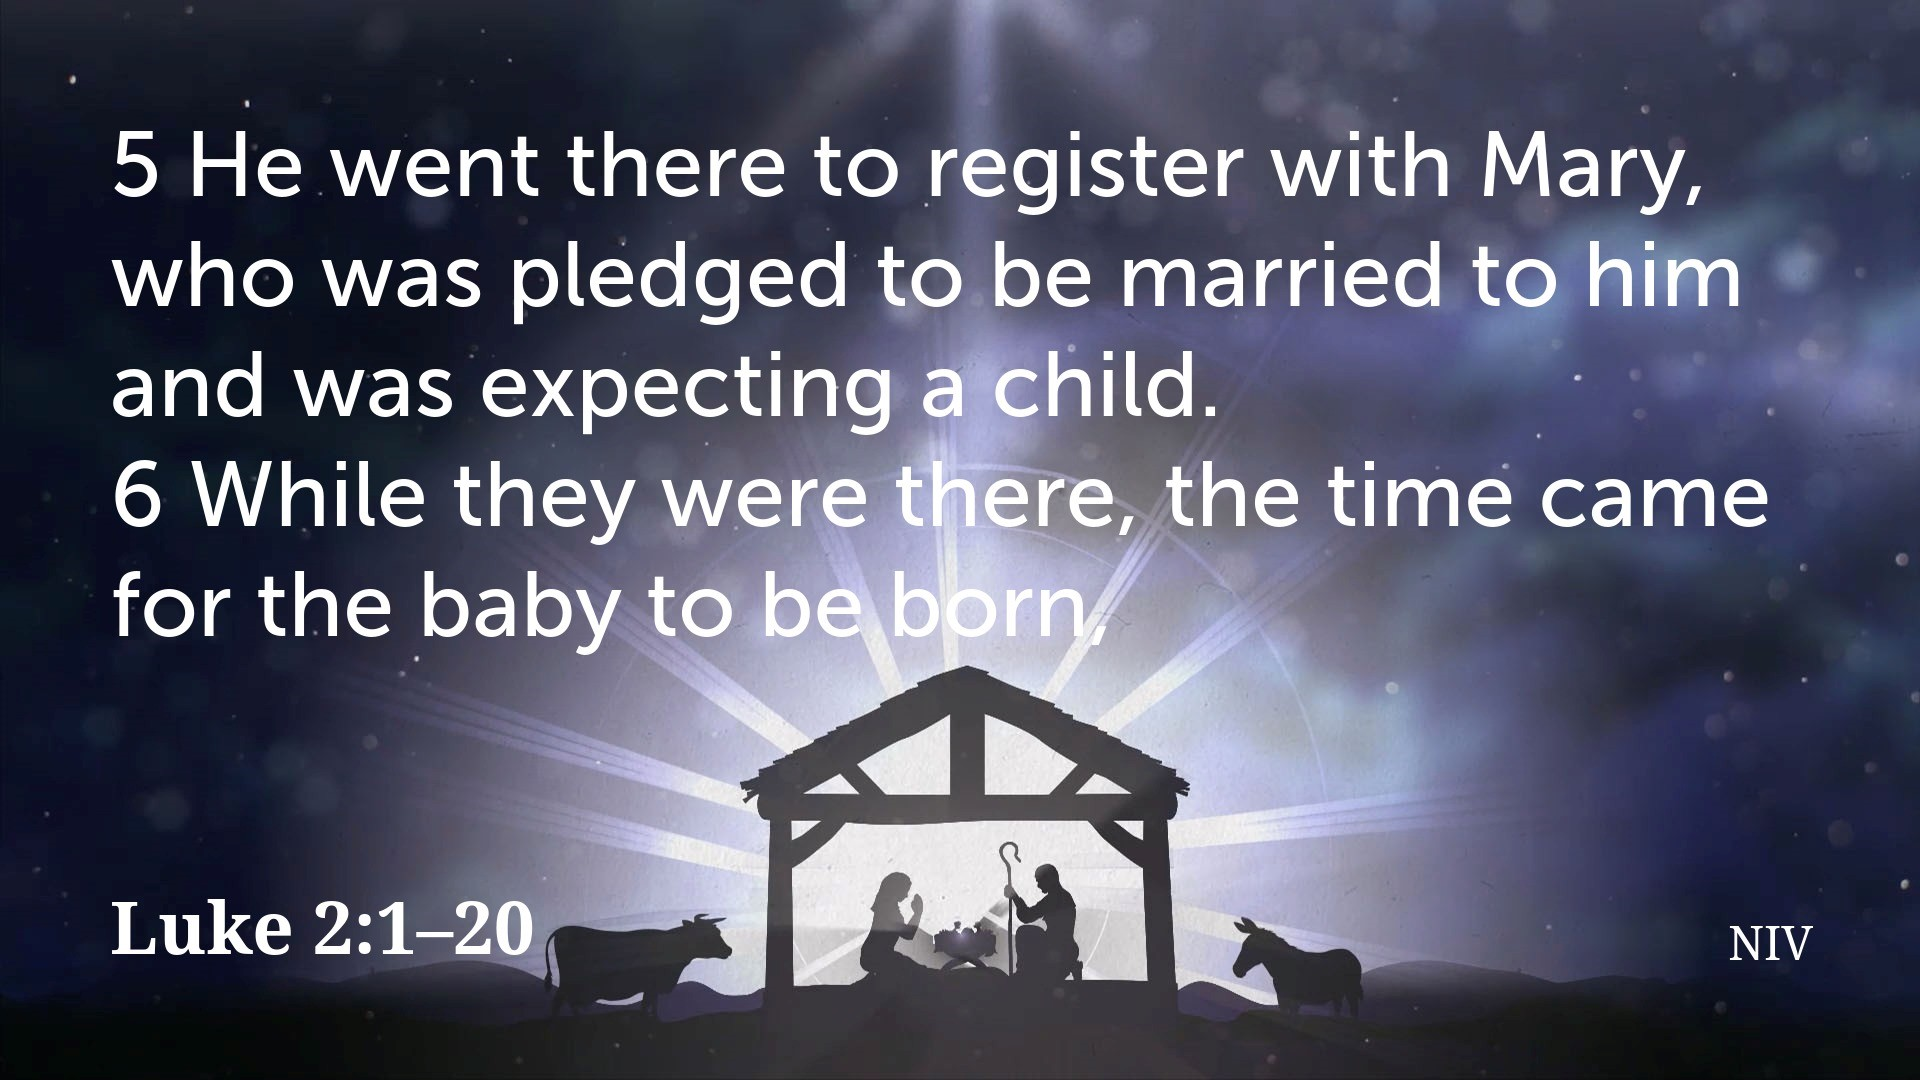 5 He went there to register with Mary,
who was pledged to be married to him
and was expecting a child.
6 While they were there, the time came
for the baby to be born,
Luke 2:1–20
NIV